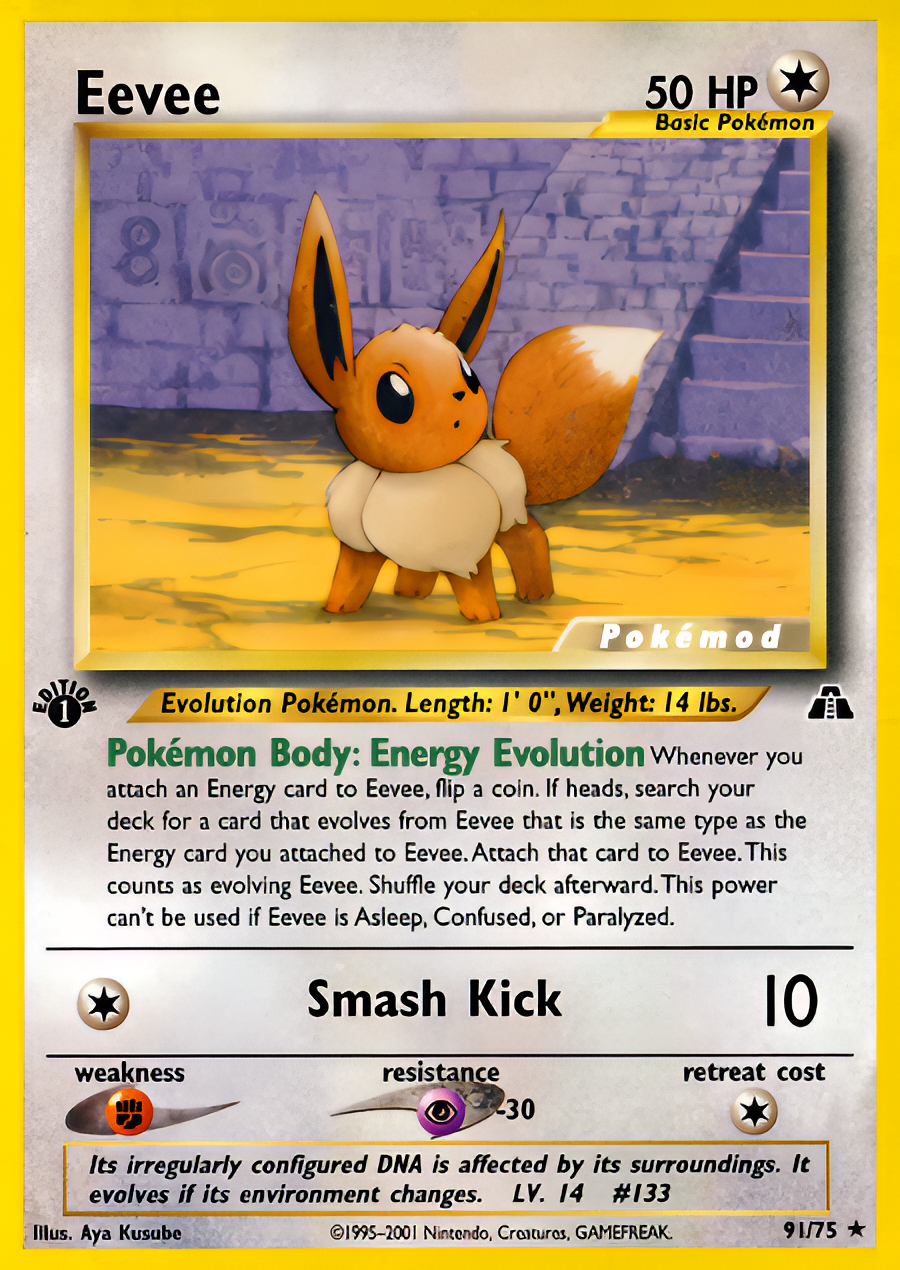 Eevee
50 HP
Basic Pokémon
8
Pokémod
EDITION
1
Evolution Pokémon. Length: 1' 0", Weight: 14 lbs.
Pokémon Body: Energy Evolution Whenever you
attach an Energy card to Eevee, flip a coin. If heads, search your
deck for a card that evolves from Eevee that is the same type as the
Energy card you attached to Eevee. Attach that card to Eevee. This
counts as evolving Eevee. Shuffle your deck afterward. This power
can't be used if Eevee is Asleep, Confused, or Paralyzed.
Smash Kick
10
weakness
resistance
retreat cost
-30
Its irregularly configured DNA is affected by its surroundings. It
evolves if its environment changes. LV. 14 #133
Illus. Aya Kusube
©1995-2001 Nintendo, Creatures, GAMEFREAK.
91/75